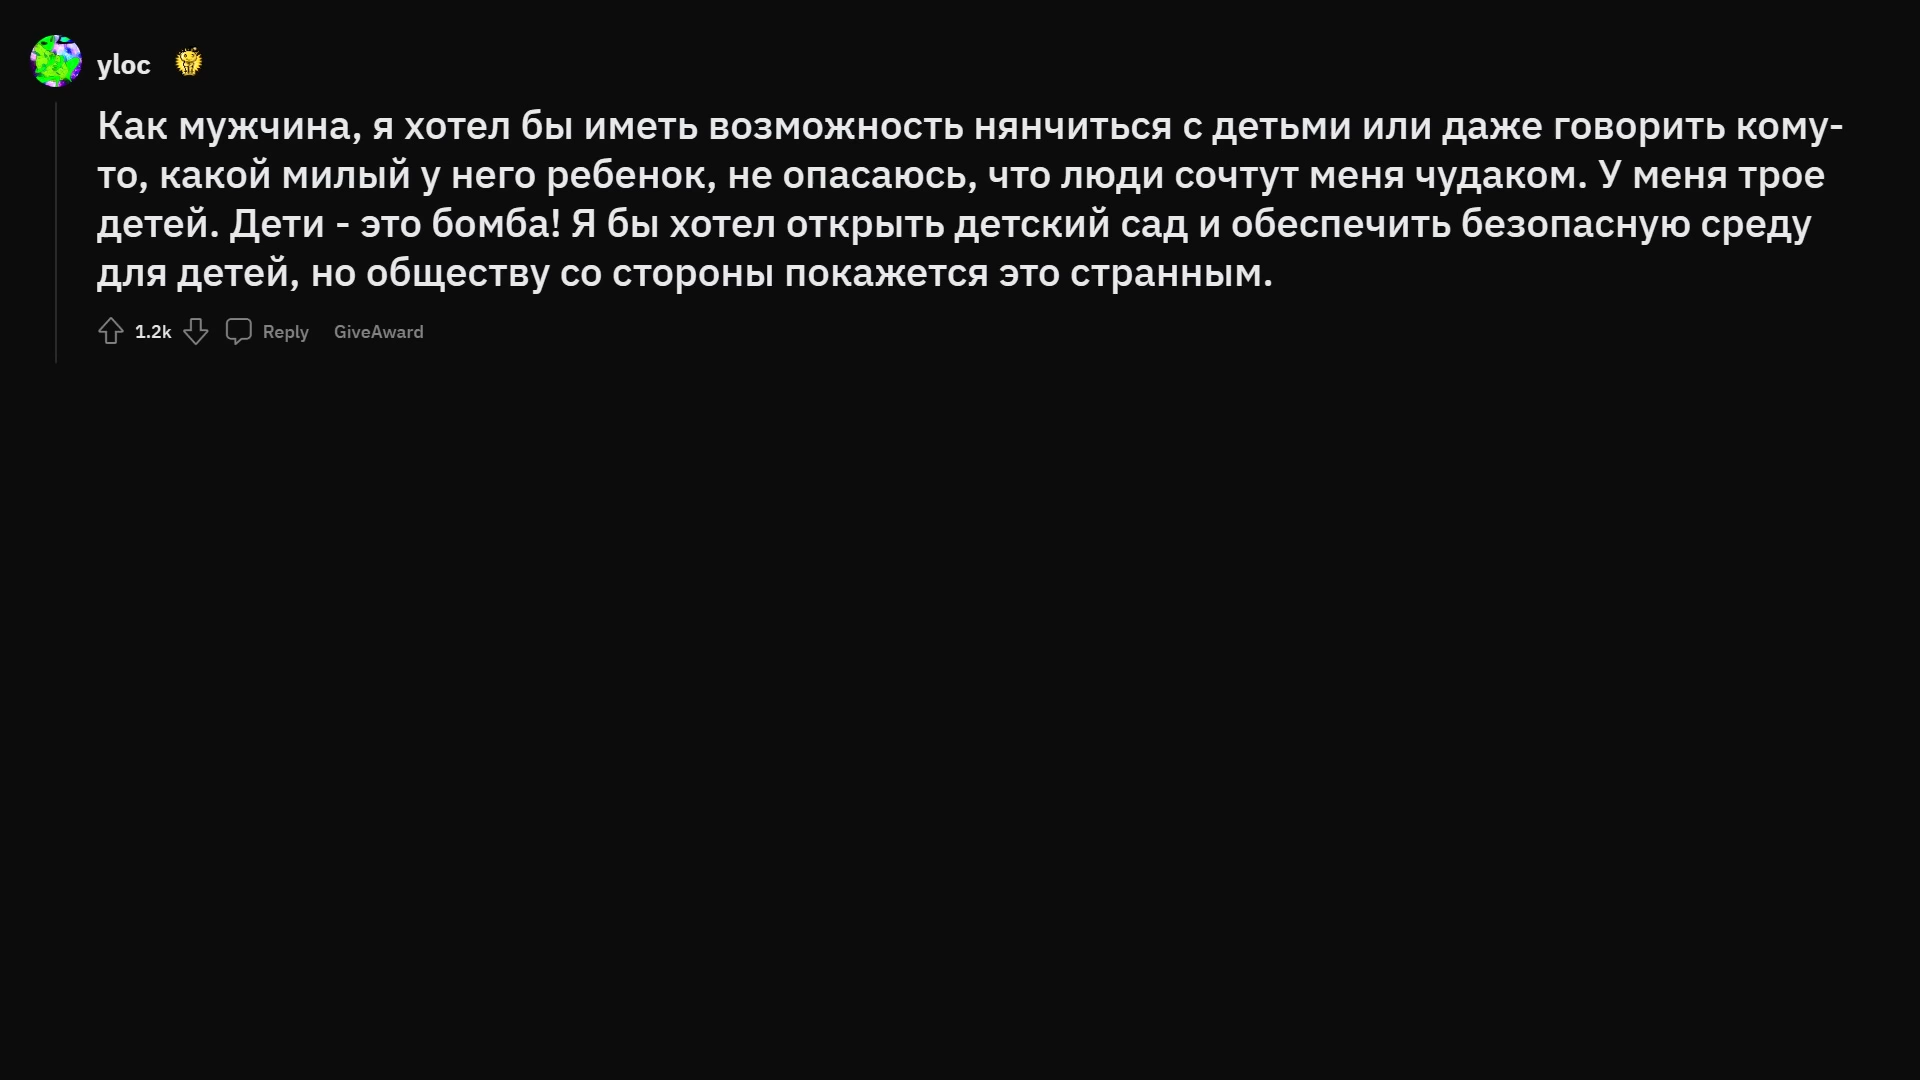 yloc
Как мужчина, я хотел бы иметь возможность нянчиться с детьми или даже говорить кому-
то, какой милый у него ребенок, не опасаюсь, что люди сочтут меня чудаком. У меня трое
детей. Дети - это бомба! Я бы хотел открыть детский сад и обеспечить безопасную среду
для детей, но обществу со стороны покажется это странным.
1.2k Reply GiveAward